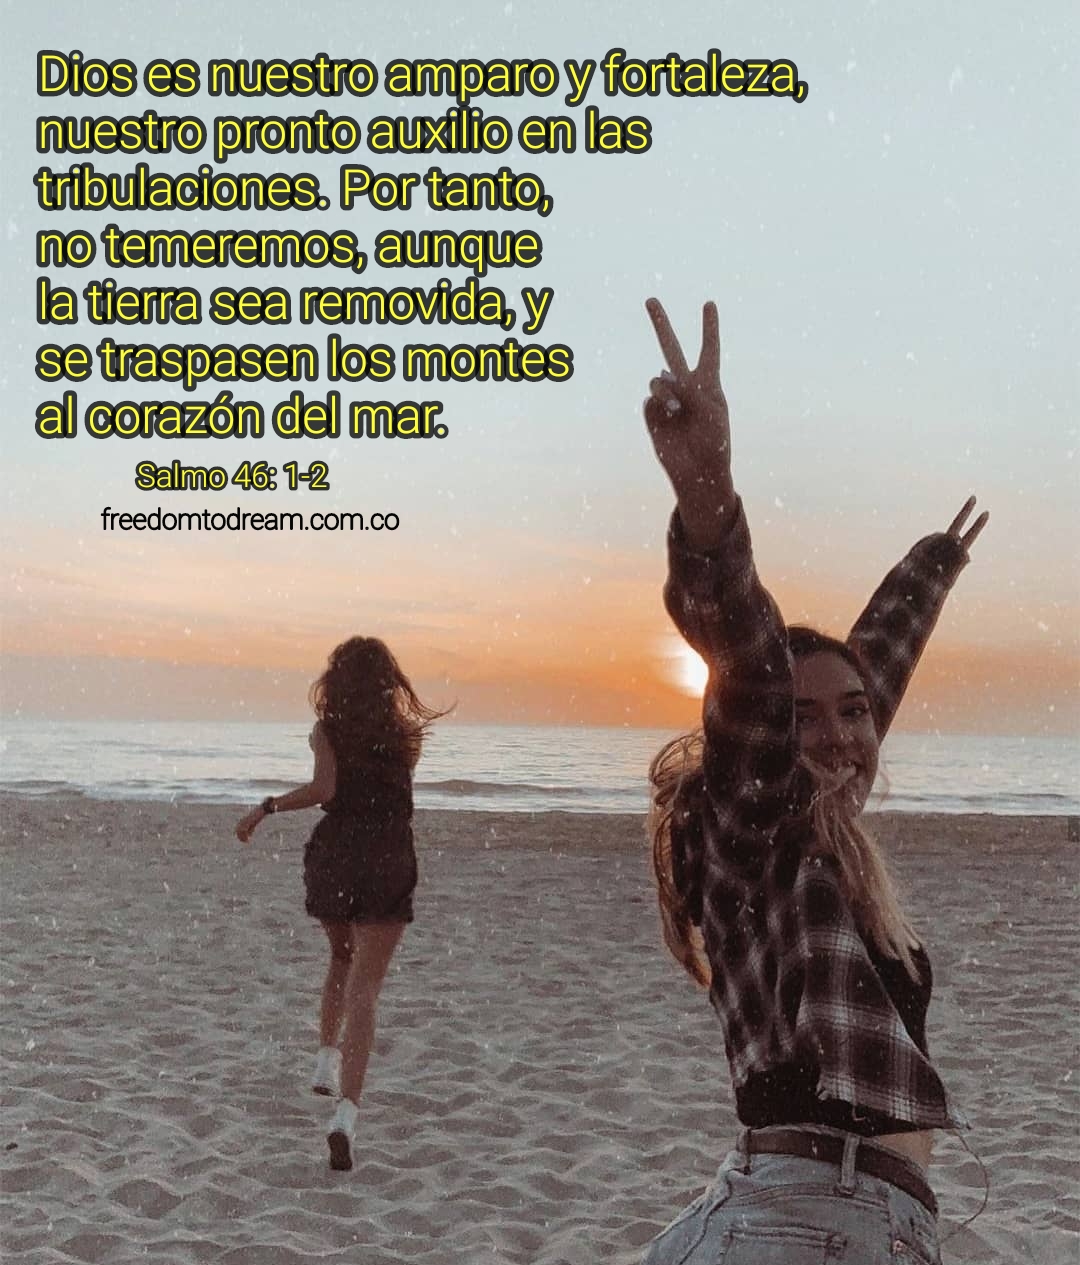 Dios es nuestro amparo y fortaleza,
nuestro pronto auxilio en las
tribulaciones. Por tanto,
no temeremos, aunque
la tierra sea removida, y
se traspasen los montes
al corazón del mar.
Salmo 46: 1-2
freedomtodream.com.co